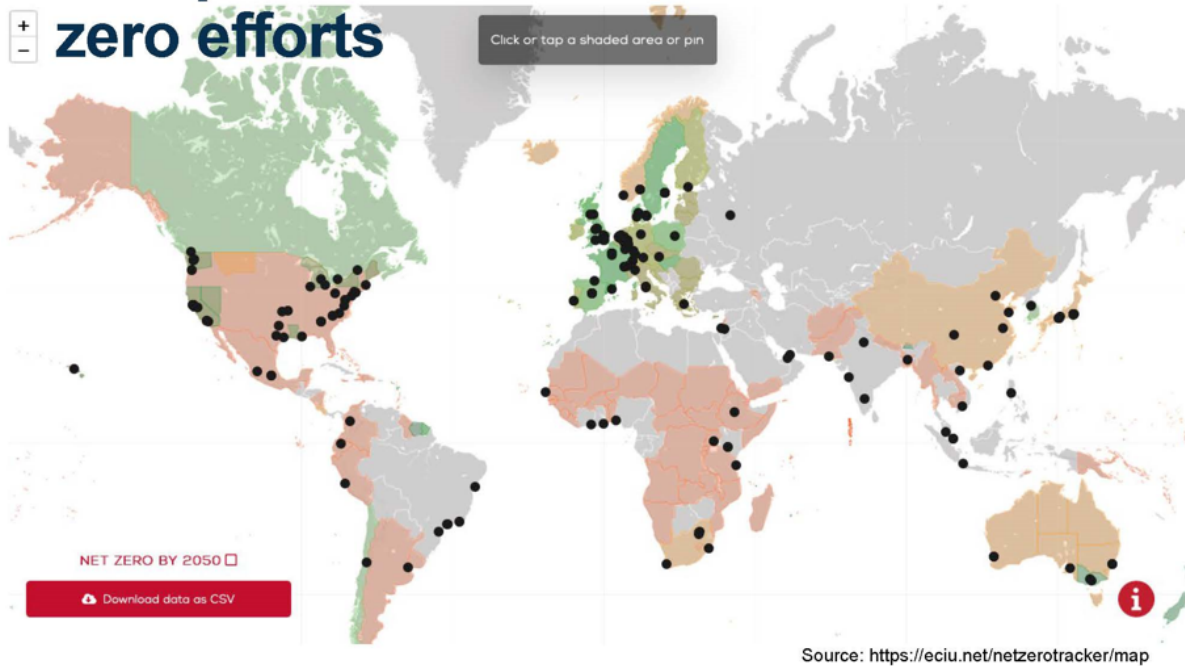 +
−
zero efforts
Click or tap a shaded area or pin
NET ZERO BY 2050
Download data as CSV
i
Source: https://eciu.net/netzerotracker/map